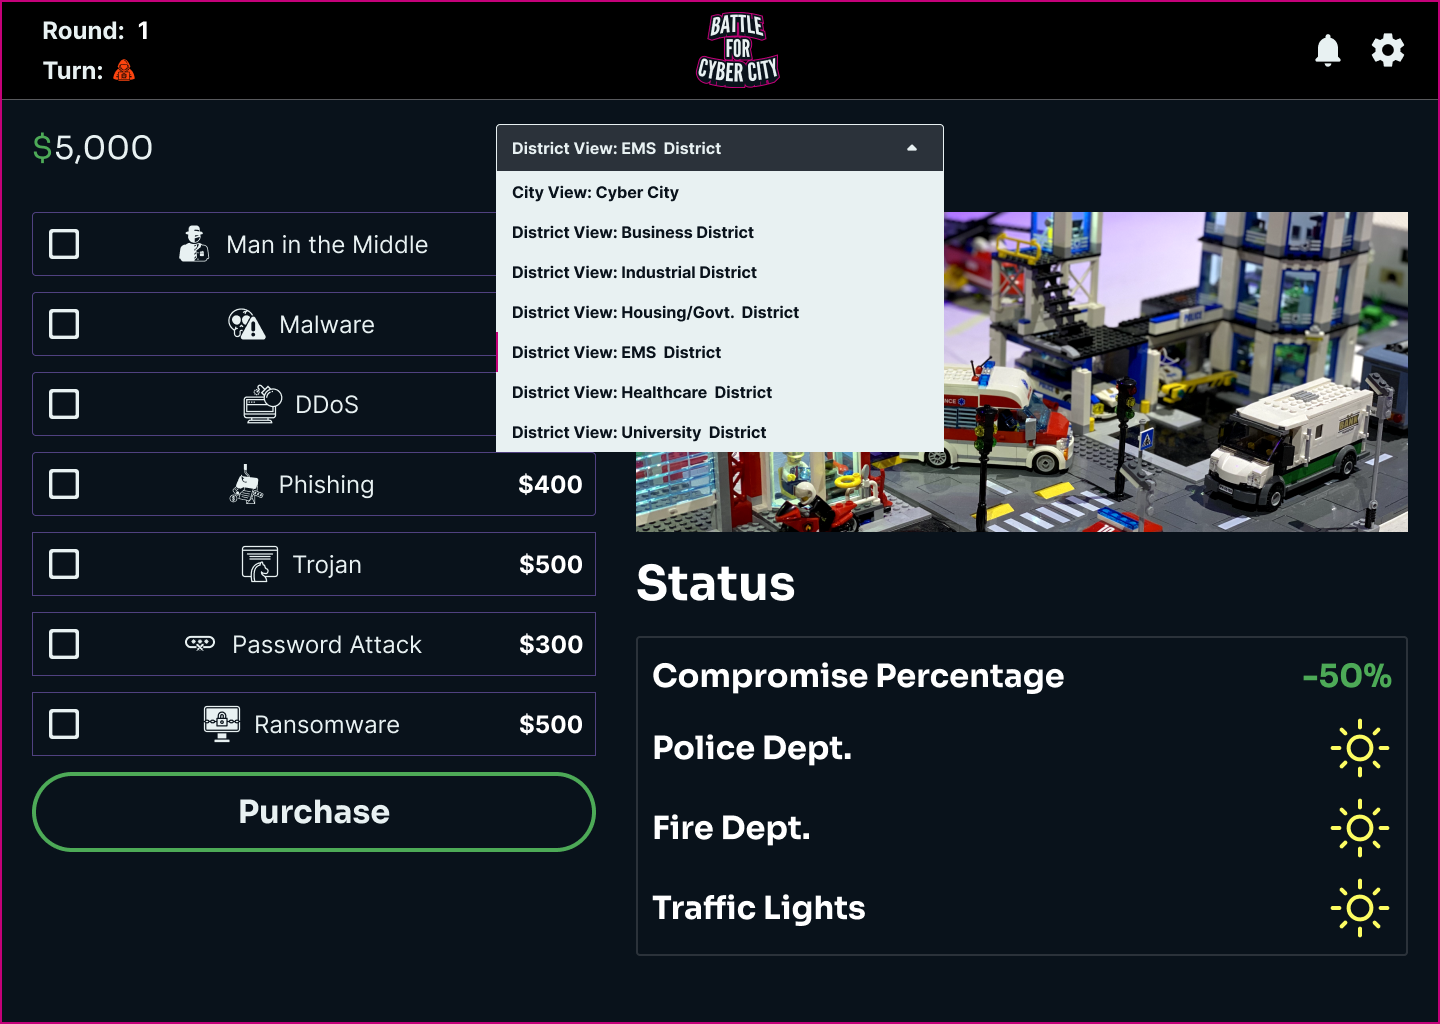 Round: 1
Turn:
BATTLE
FOR
CYBER CITY
$5,000
District View: EMS District
City View: Cyber City
District View: Business District
District View: Industrial District
District View: Housing/Govt. District
District View: EMS District
District View: Healthcare District
District View: University District
Man in the Middle
Malware
DDoS
Phishing
$400
Trojan
$500
Password Attack
$300
Ransomware
$500
Purchase
POLICE
Status
Compromise Percentage
-50%
Police Dept.
Fire Dept.
Traffic Lights